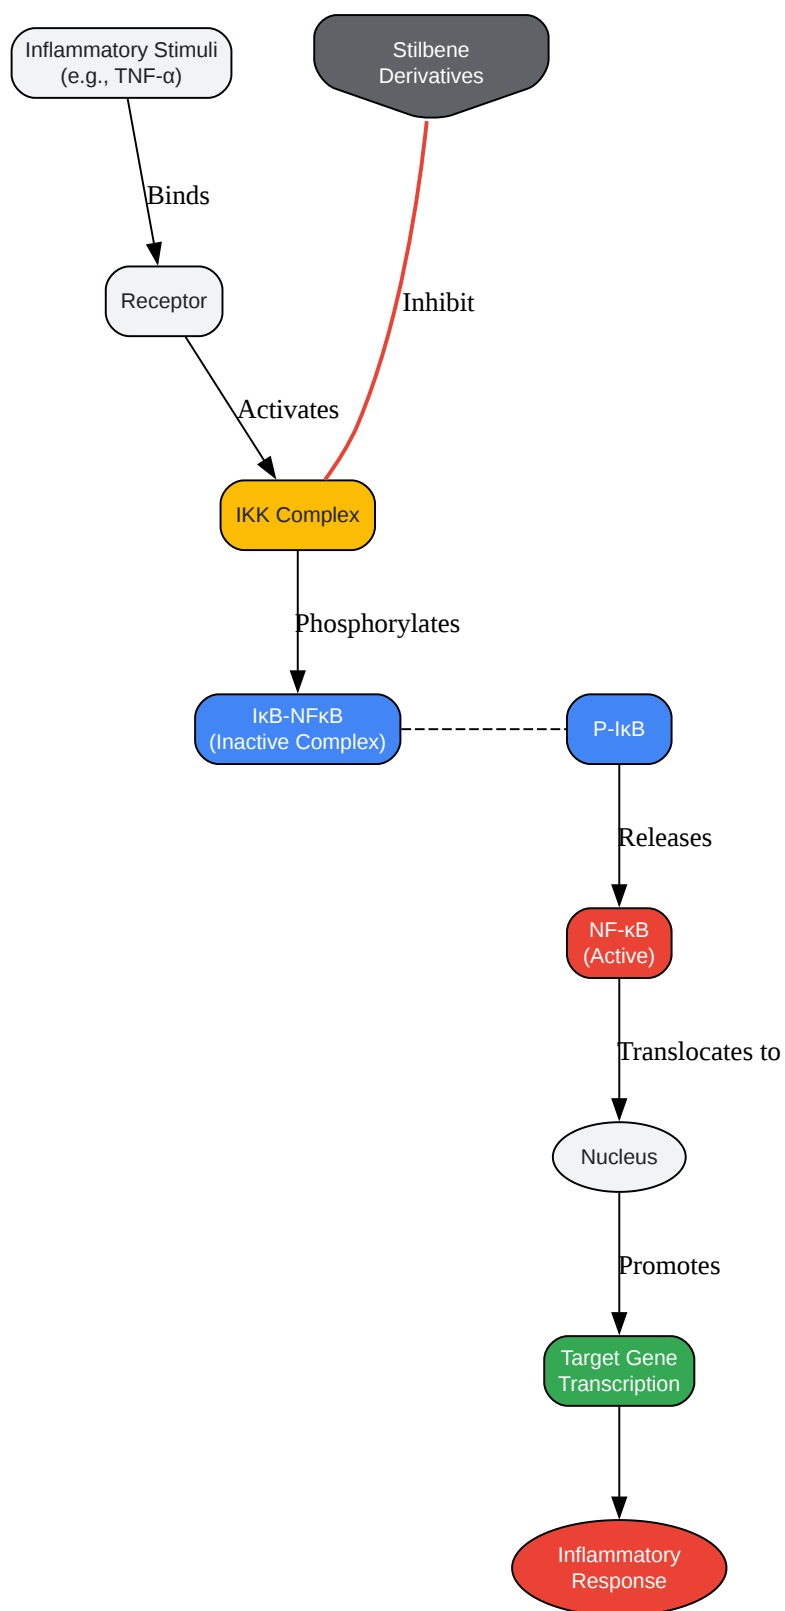 Inflammatory Stimuli
(e.g., TNF-α)
Stilbene
Derivatives
Binds
Receptor
Inhibit
Activates
IKK Complex
Phosphorylates
IκB-NFκB
(Inactive Complex)
P-IκB
Releases
NF-κB
(Active)
Translocates to
Nucleus
Promotes
Target Gene
Transcription
Inflammatory
Response